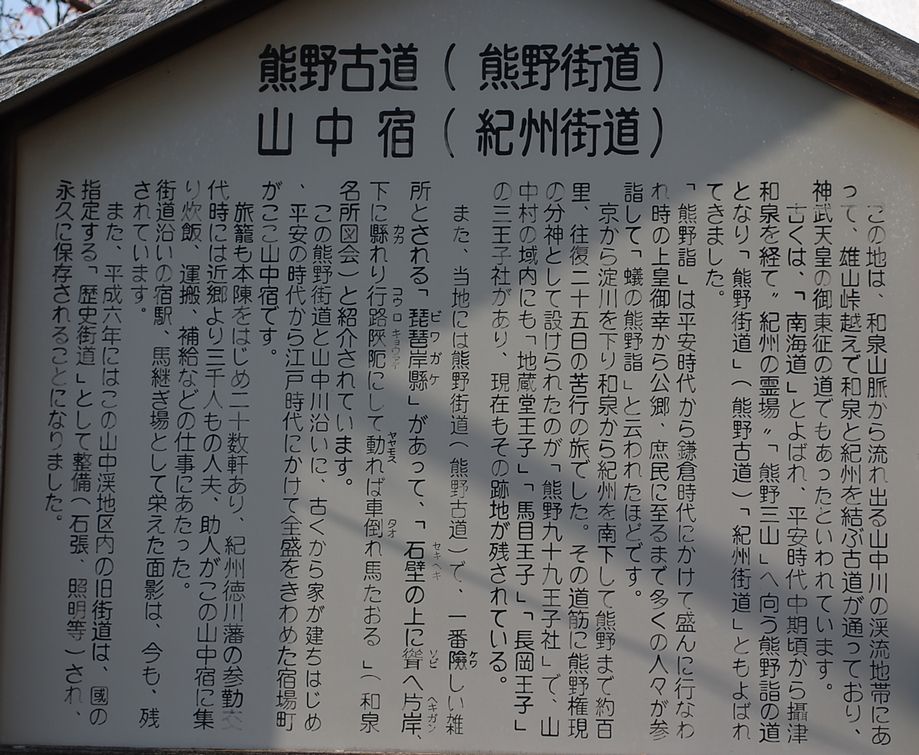 熊野古道(熊野街道)
山中宿(紀州街道)
この地は、和泉山脈から流れ出る山中川の渓流地帯にあ
って、雄山峠越えで和泉と紀州を結ぶ古道が通っており、
神武天皇の御東征の道でもあったといわれています。
古くは、「南海道」とよばれ、平安時代中期頃から攝津
和泉を経て〝紀州の霊場〟「熊野三山」へ向う熊野詣の道
となり「熊野街道」(熊野古道)「紀州街道」ともよばれ
てきました。
「熊野詣」は平安時代から鎌倉時代にかけて盛んに行なわ
れ時の上皇御幸から公郷、庶民に至るまで多くの人々が参
詣して「蟻の熊野詣」と云われたほどです。
京から淀川を下り和泉から紀州を南下して熊野まで約百
里、往復二十五日の苦行の旅でした。その道筋に熊野権現
の分神として設けられたのが「熊野九十九王子社」で、山
中村の域内にも「地蔵堂王子」「馬目王子」「長岡王子」
の三王子社があり、現在もその跡地が残されている。
また、当地には熊野街道(熊野古道)で、一番険しい雑
所とされる「琵琶岸縣」があって、「石壁の上に聳へ片岸、
下に縣れり行路陜阨にして動れば車倒れ馬たおる」(和泉
名所図会)と紹介されています。
この熊野街道と山中川沿いに、古くから家が建ちはじめ
、平安の時代から江戸時代にかけて全盛をきわめた宿場町
がここ山中宿です。
旅籠も本陣をはじめ二十数軒あり、紀州徳川藩の参勤交
代時には近郷より三千人もの人夫、助人がこの山中宿に集
り炊飯、運搬、補給などの仕事にあたった。
街道沿いの宿駅、馬継ぎ場として栄えた面影は、今も、残
されています。
また、平成六年にはこの山中渓地区内の旧街道は、國の
指定する「歴史街道」として整備(石張、照明等)され、
永久に保存されることになりました。